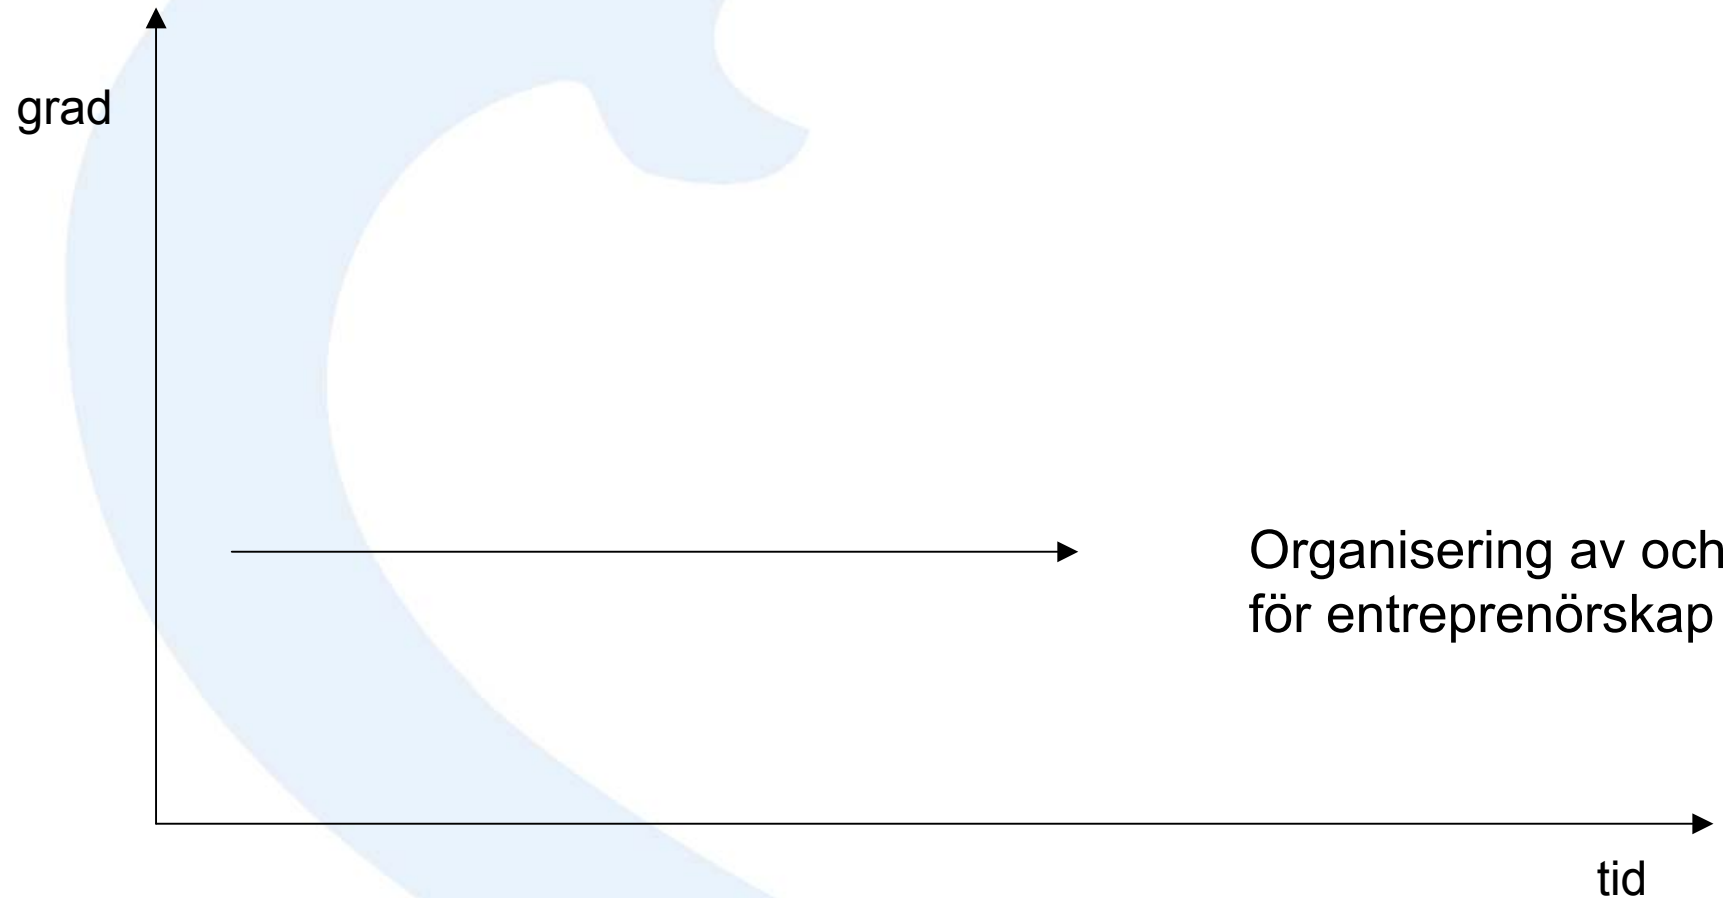 grad
Organisering av och
för entreprenörskap
tid